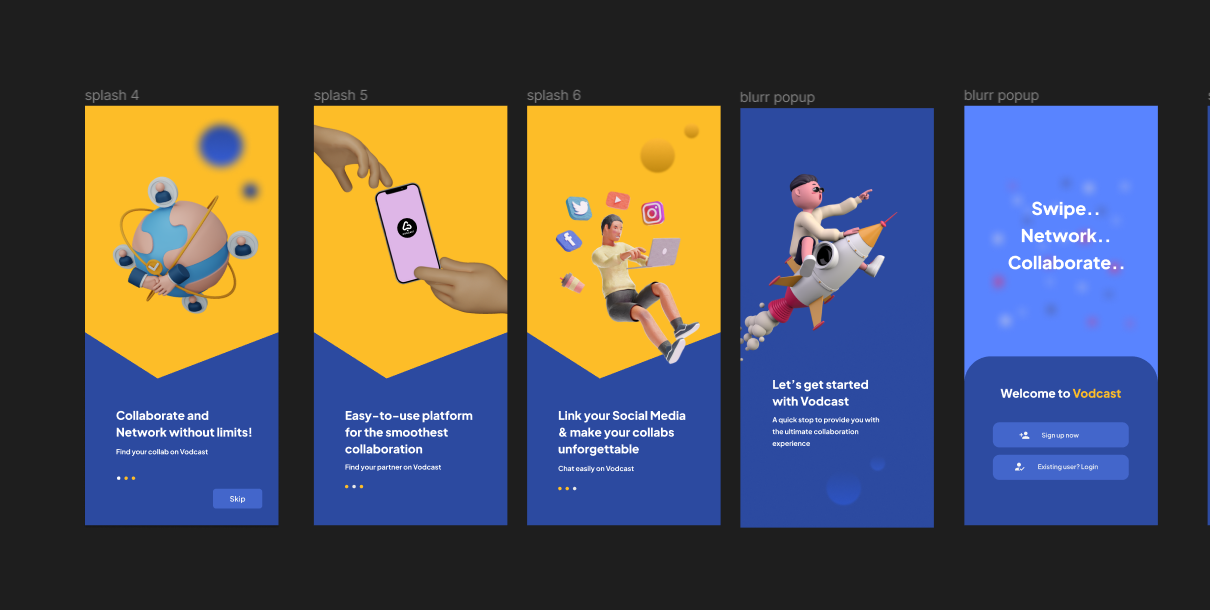 splash 4
splash 5
splash 6
blurr popup
blurr popup
Collaborate and
Network without limits!
Find your collab on Vodcast
Skip
Easy-to-use platform
for the smoothest
collaboration
Find your partner on Vodcast
Link your Social Media
& make your collabs
unforgettable
Chat easily on Vodcast
Let's get started
with Vodcast
A quick stop to provide you with
the ultimate collaboration
experience
Swipe..
Network..
Collaborate..
Welcome to Vodcast
Sign up now
Existing user? Login